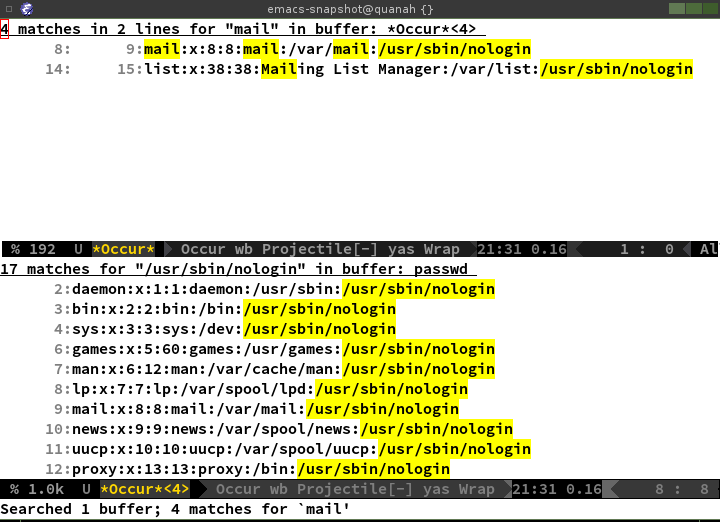 emacs-snapshot@quanah {}
4 matches in 2 lines for "mail" in buffer: *Occur*<4>
8: 9:mail:x:8:8:mail:/var/mail:/usr/sbin/nologin
14: 15:list:x:38:38:Mailing List Manager:/var/list:/usr/sbin/nologin
% 192 U *Occur* Occur wb Projectile[-] yas Wrap 21:31 0.16 1 : 0 Al
17 matches for "/usr/sbin/nologin" in buffer: passwd
2:daemon:x:1:1:daemon:/usr/sbin:/usr/sbin/nologin
3:bin:x:2:2:bin:/bin:/usr/sbin/nologin
4:sys:x:3:3:sys:/dev:/usr/sbin/nologin
6:games:x:5:60:games:/usr/games:/usr/sbin/nologin
7:man:x:6:12:man:/var/cache/man:/usr/sbin/nologin
8:lp:x:7:7:lp:/var/spool/lpd:/usr/sbin/nologin
9:mail:x:8:8:mail:/var/mail:/usr/sbin/nologin
10:news:x:9:9:news:/var/spool/news:/usr/sbin/nologin
11:uucp:x:10:10:uucp:/var/spool/uucp:/usr/sbin/nologin
12:proxy:x:13:13:proxy:/bin:/usr/sbin/nologin
% 1.0k U *Occur*<4> Occur wb Projectile[-] yas Wrap 21:31 0.16 8 : 8
Searched 1 buffer; 4 matches for `mail'